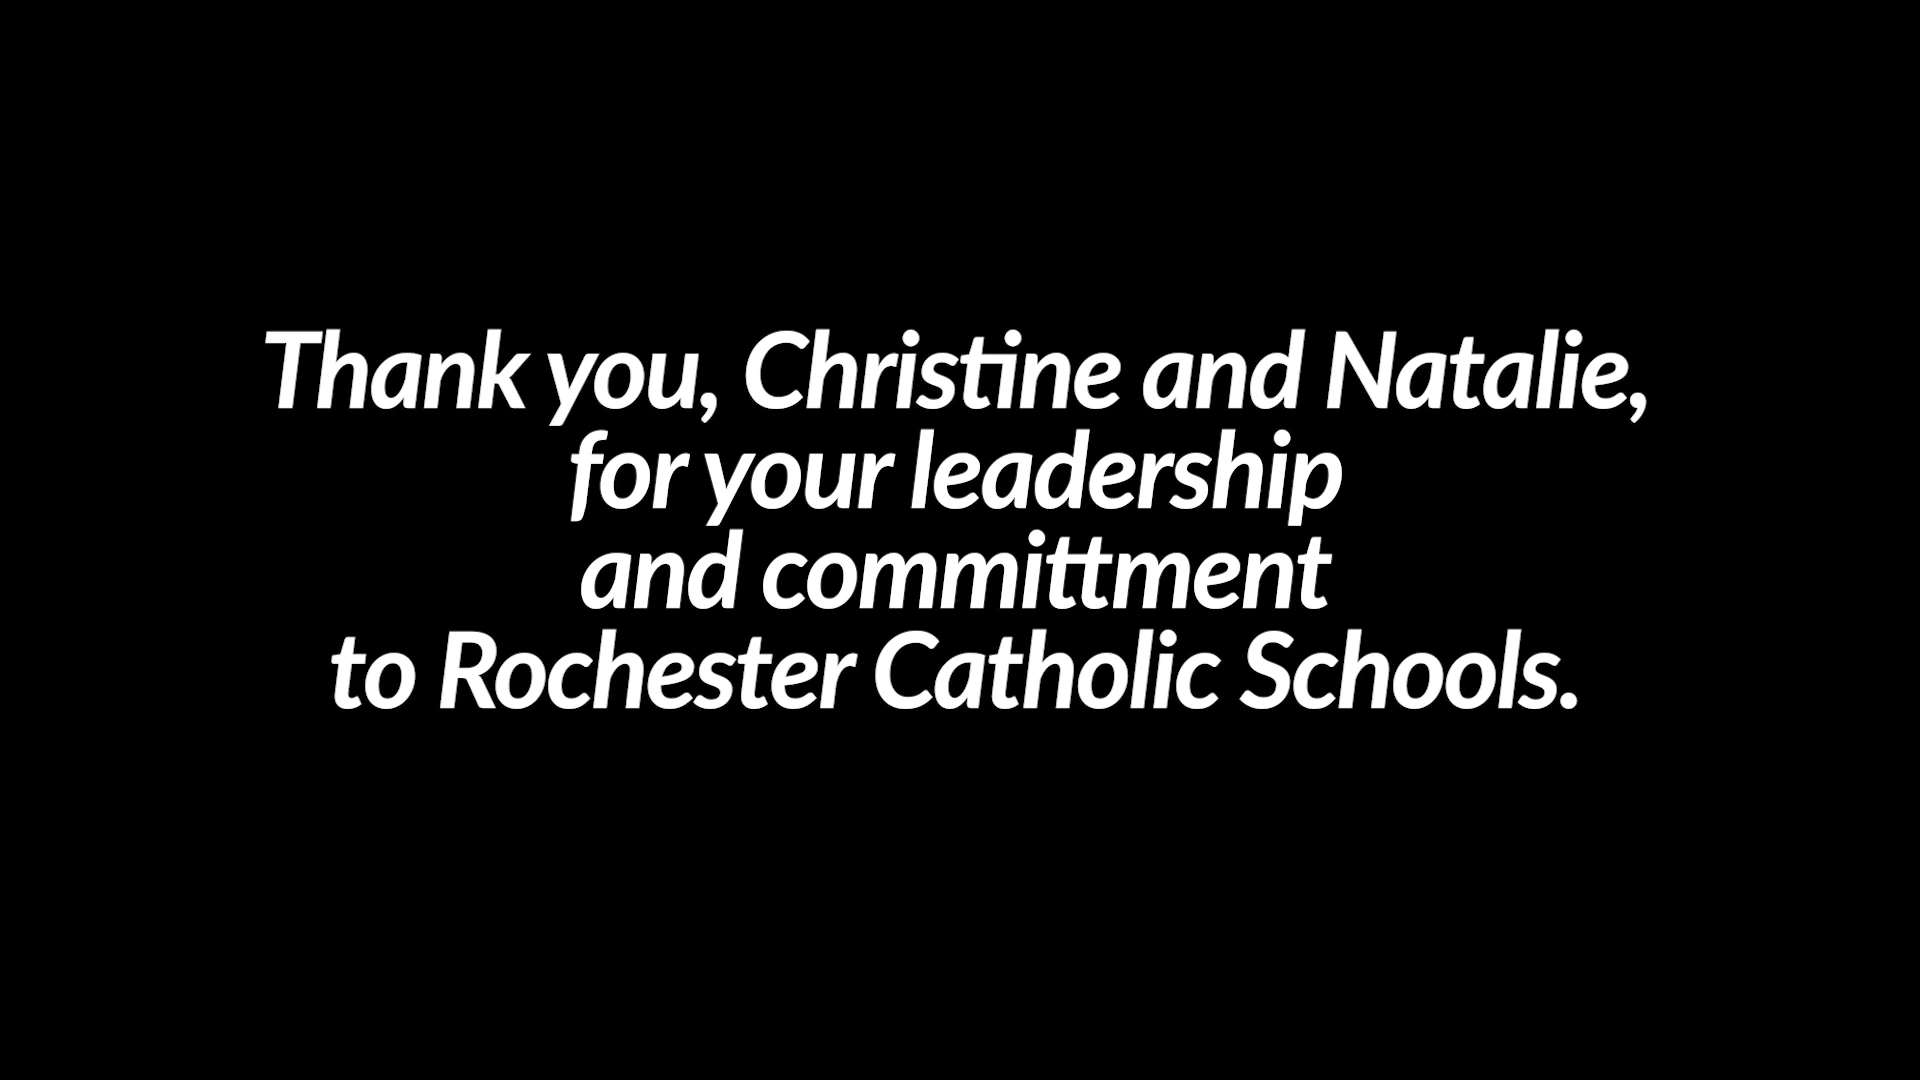 Thank you, Christine and Natalie,
for your leadership
and committment
to Rochester Catholic Schools.